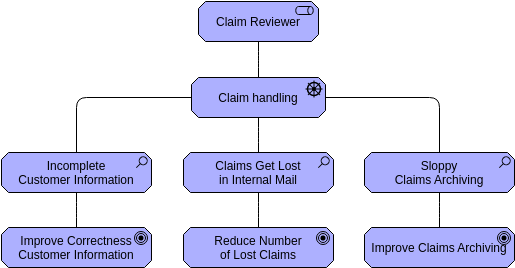 Claim Reviewer
Claim handling
Incomplete
Customer Information
Claims Get Lost
in Internal Mail
Sloppy
Claims Archiving
Improve Correctness
Customer Information
Reduce Number
of Lost Claims
Improve Claims Archiving